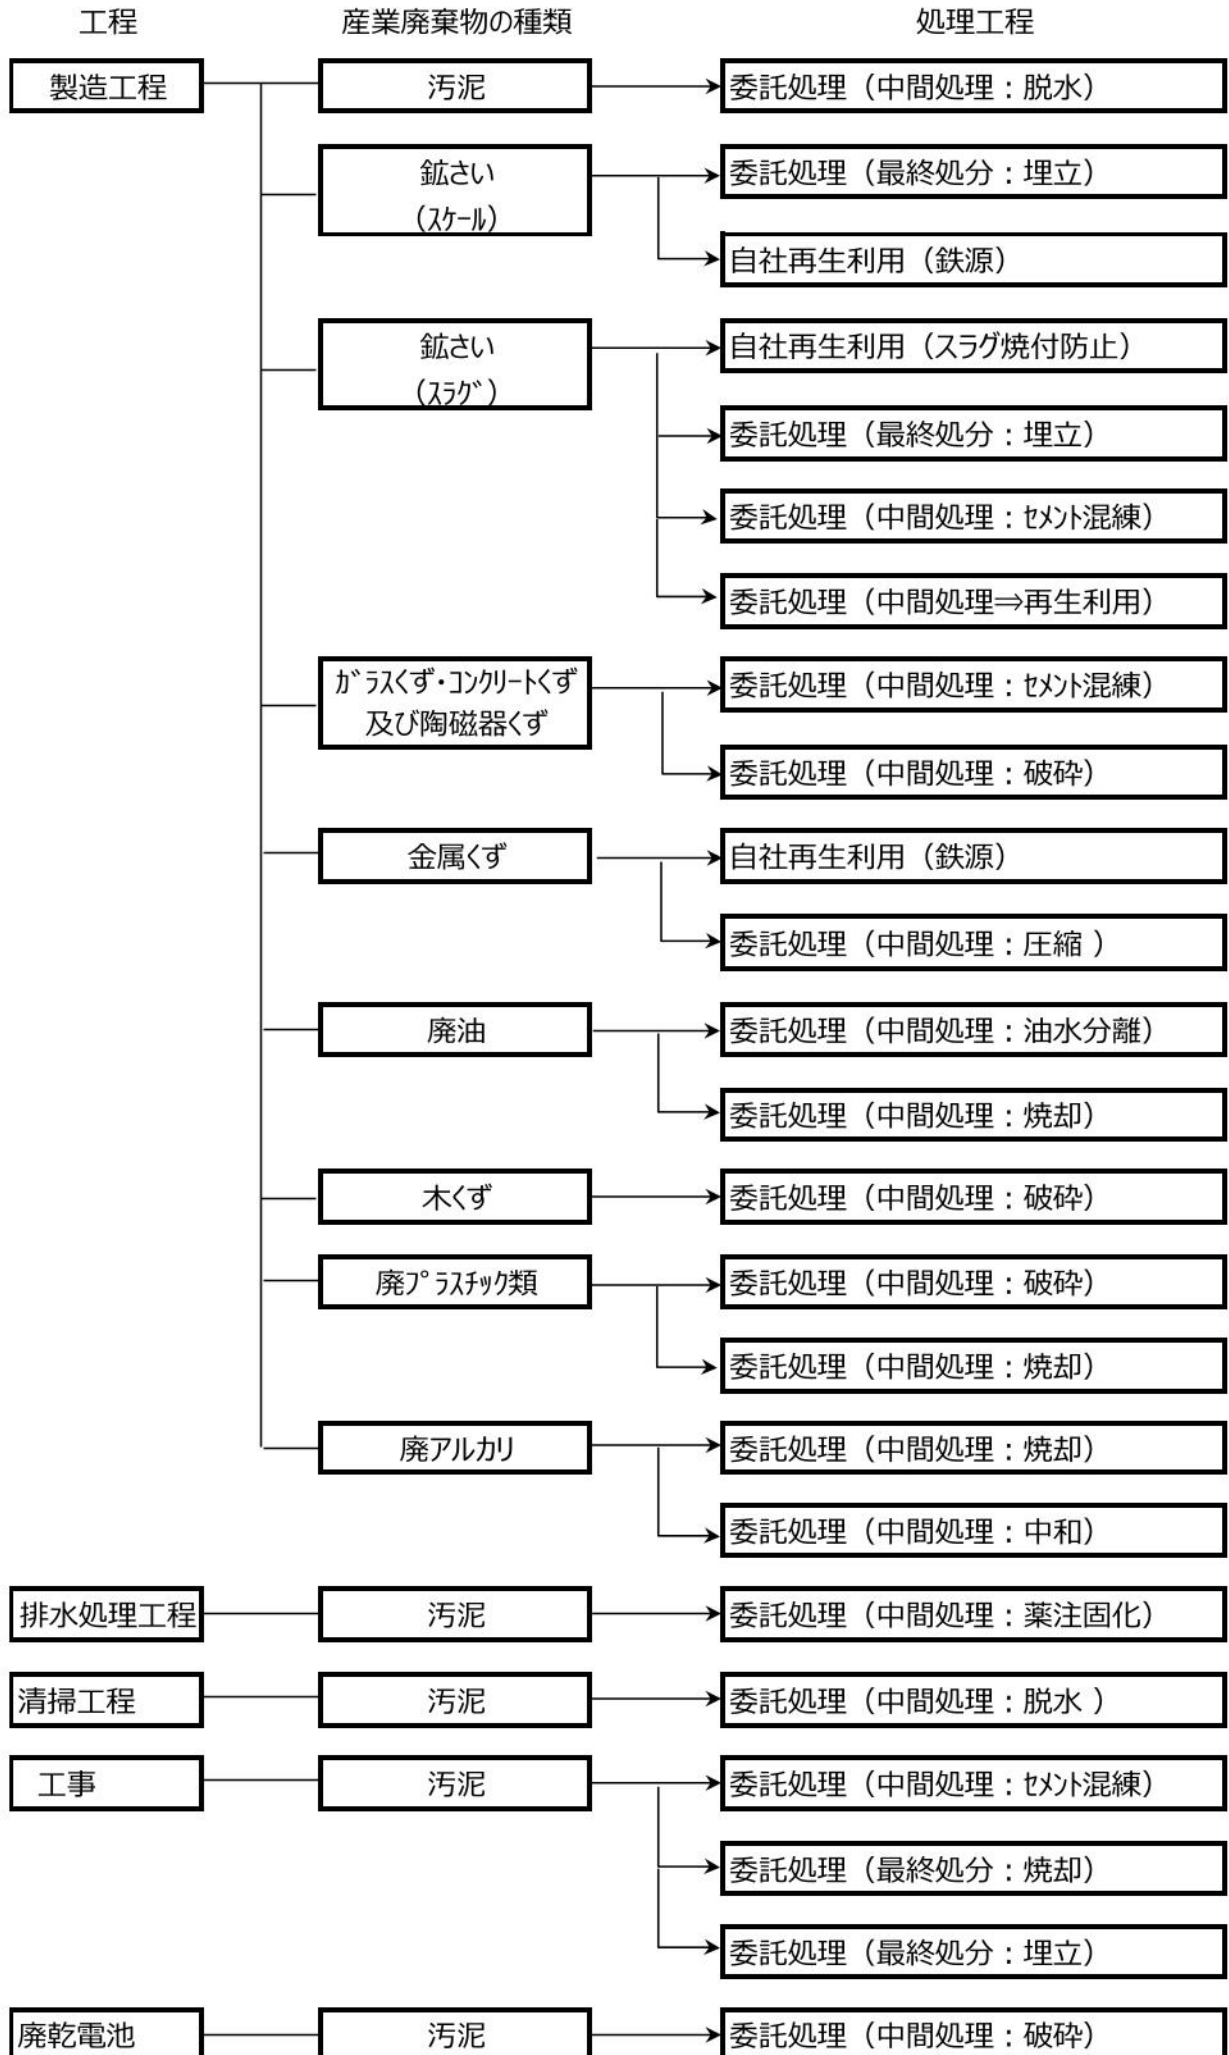 工程 産業廃棄物の種類 処理工程
製造工程 汚泥 委託処理（中間処理：脱水）
鉱さい
（ｽｹｰﾙ）
委託処理（最終処分：埋立）
自社再生利用（鉄源）
鉱さい
（ｽﾗｸﾞ）
自社再生利用（スラグ焼付防止）
委託処理（最終処分：埋立）
委託処理（中間処理：ｾﾒﾝﾄ混練）
委託処理（中間処理⇒再生利用）
ｶﾞﾗｽくず・ｺﾝｸﾘｰﾄくず
及び陶磁器くず
委託処理（中間処理：ｾﾒﾝﾄ混練）
委託処理（中間処理：破砕）
金属くず 自社再生利用（鉄源）
委託処理（中間処理：圧縮 ）
廃油 委託処理（中間処理：油水分離）
委託処理（中間処理：焼却）
木くず 委託処理（中間処理：破砕）
廃ﾌﾟﾗｽﾁｯｸ類 委託処理（中間処理：破砕）
委託処理（中間処理：焼却）
廃アルカリ 委託処理（中間処理：焼却）
委託処理（中間処理：中和）
排水処理工程 汚泥 委託処理（中間処理：薬注固化）
清掃工程 汚泥 委託処理（中間処理：脱水 ）
工事 汚泥 委託処理（中間処理：ｾﾒﾝﾄ混練）
委託処理（最終処分：焼却）
委託処理（最終処分：埋立）
廃乾電池 汚泥 委託処理（中間処理：破砕）